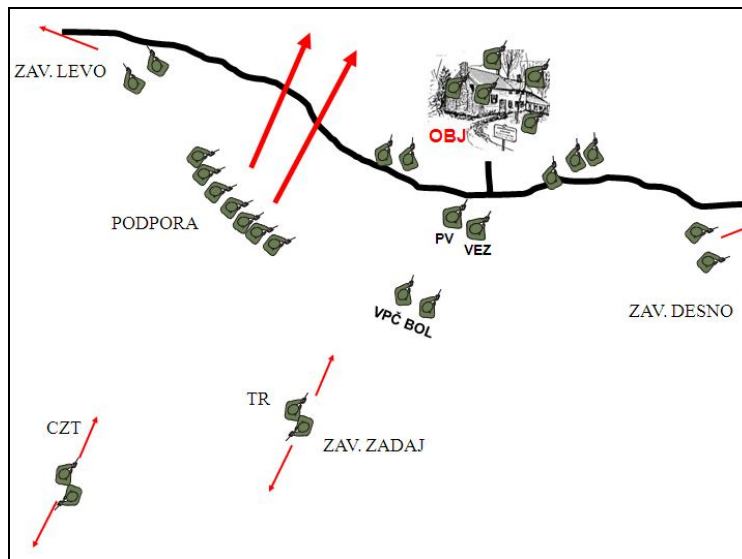 ZAV. LEVO
OBJ
PODPORA
PV
VEZ
ZAV. DESNO
VPČ BOL
TR
ZAV. ZADAJ
CZT